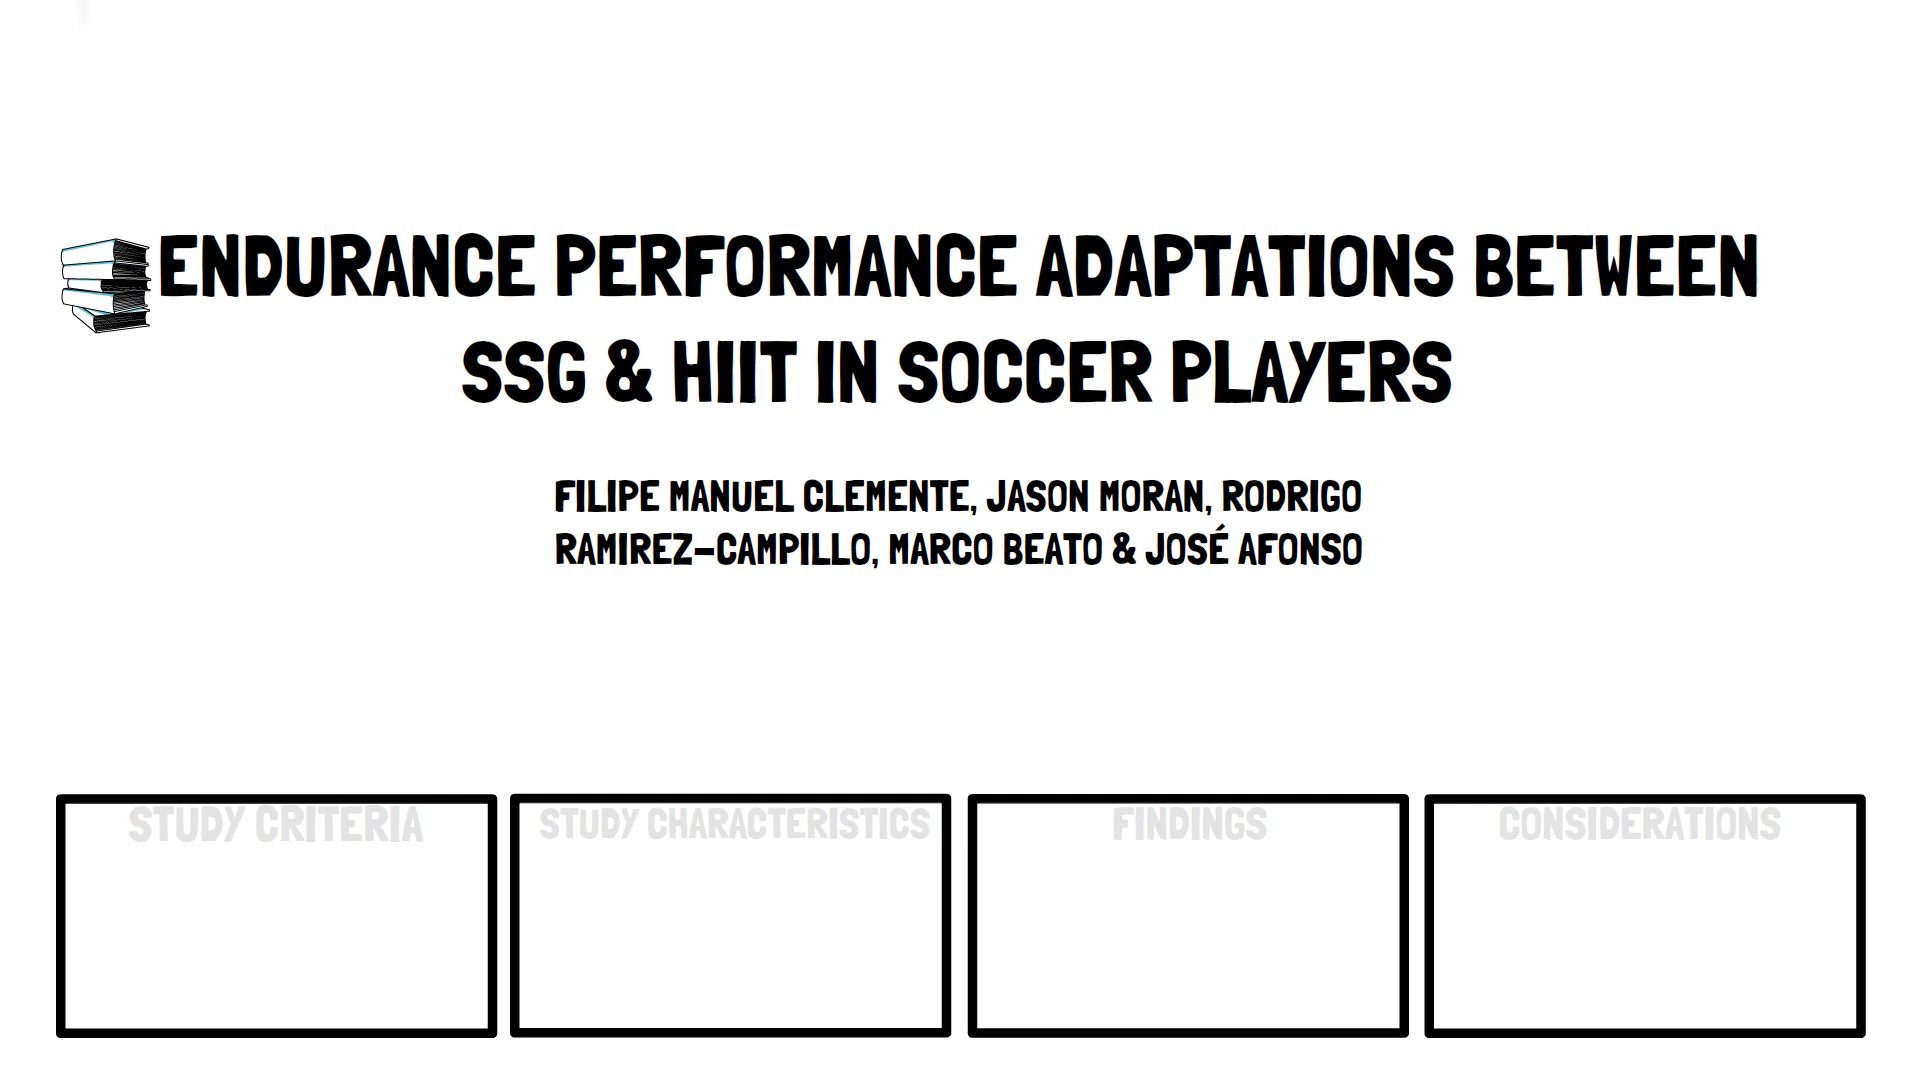 ENDURANCE PERFORMANCE ADAPTATIONS BETWEEN
SSG & HIIT IN SOCCER PLAYERS
FILIPE MANUEL CLEMENTE, JASON MORAN, RODRIGO
RAMIREZ-CAMPILLO, MARCO BEATO & JOSÉ AFONSO
STUDY CRITERIA
STUDY CHARACTERISTICS
FINDINGS
CONSIDERATIONS